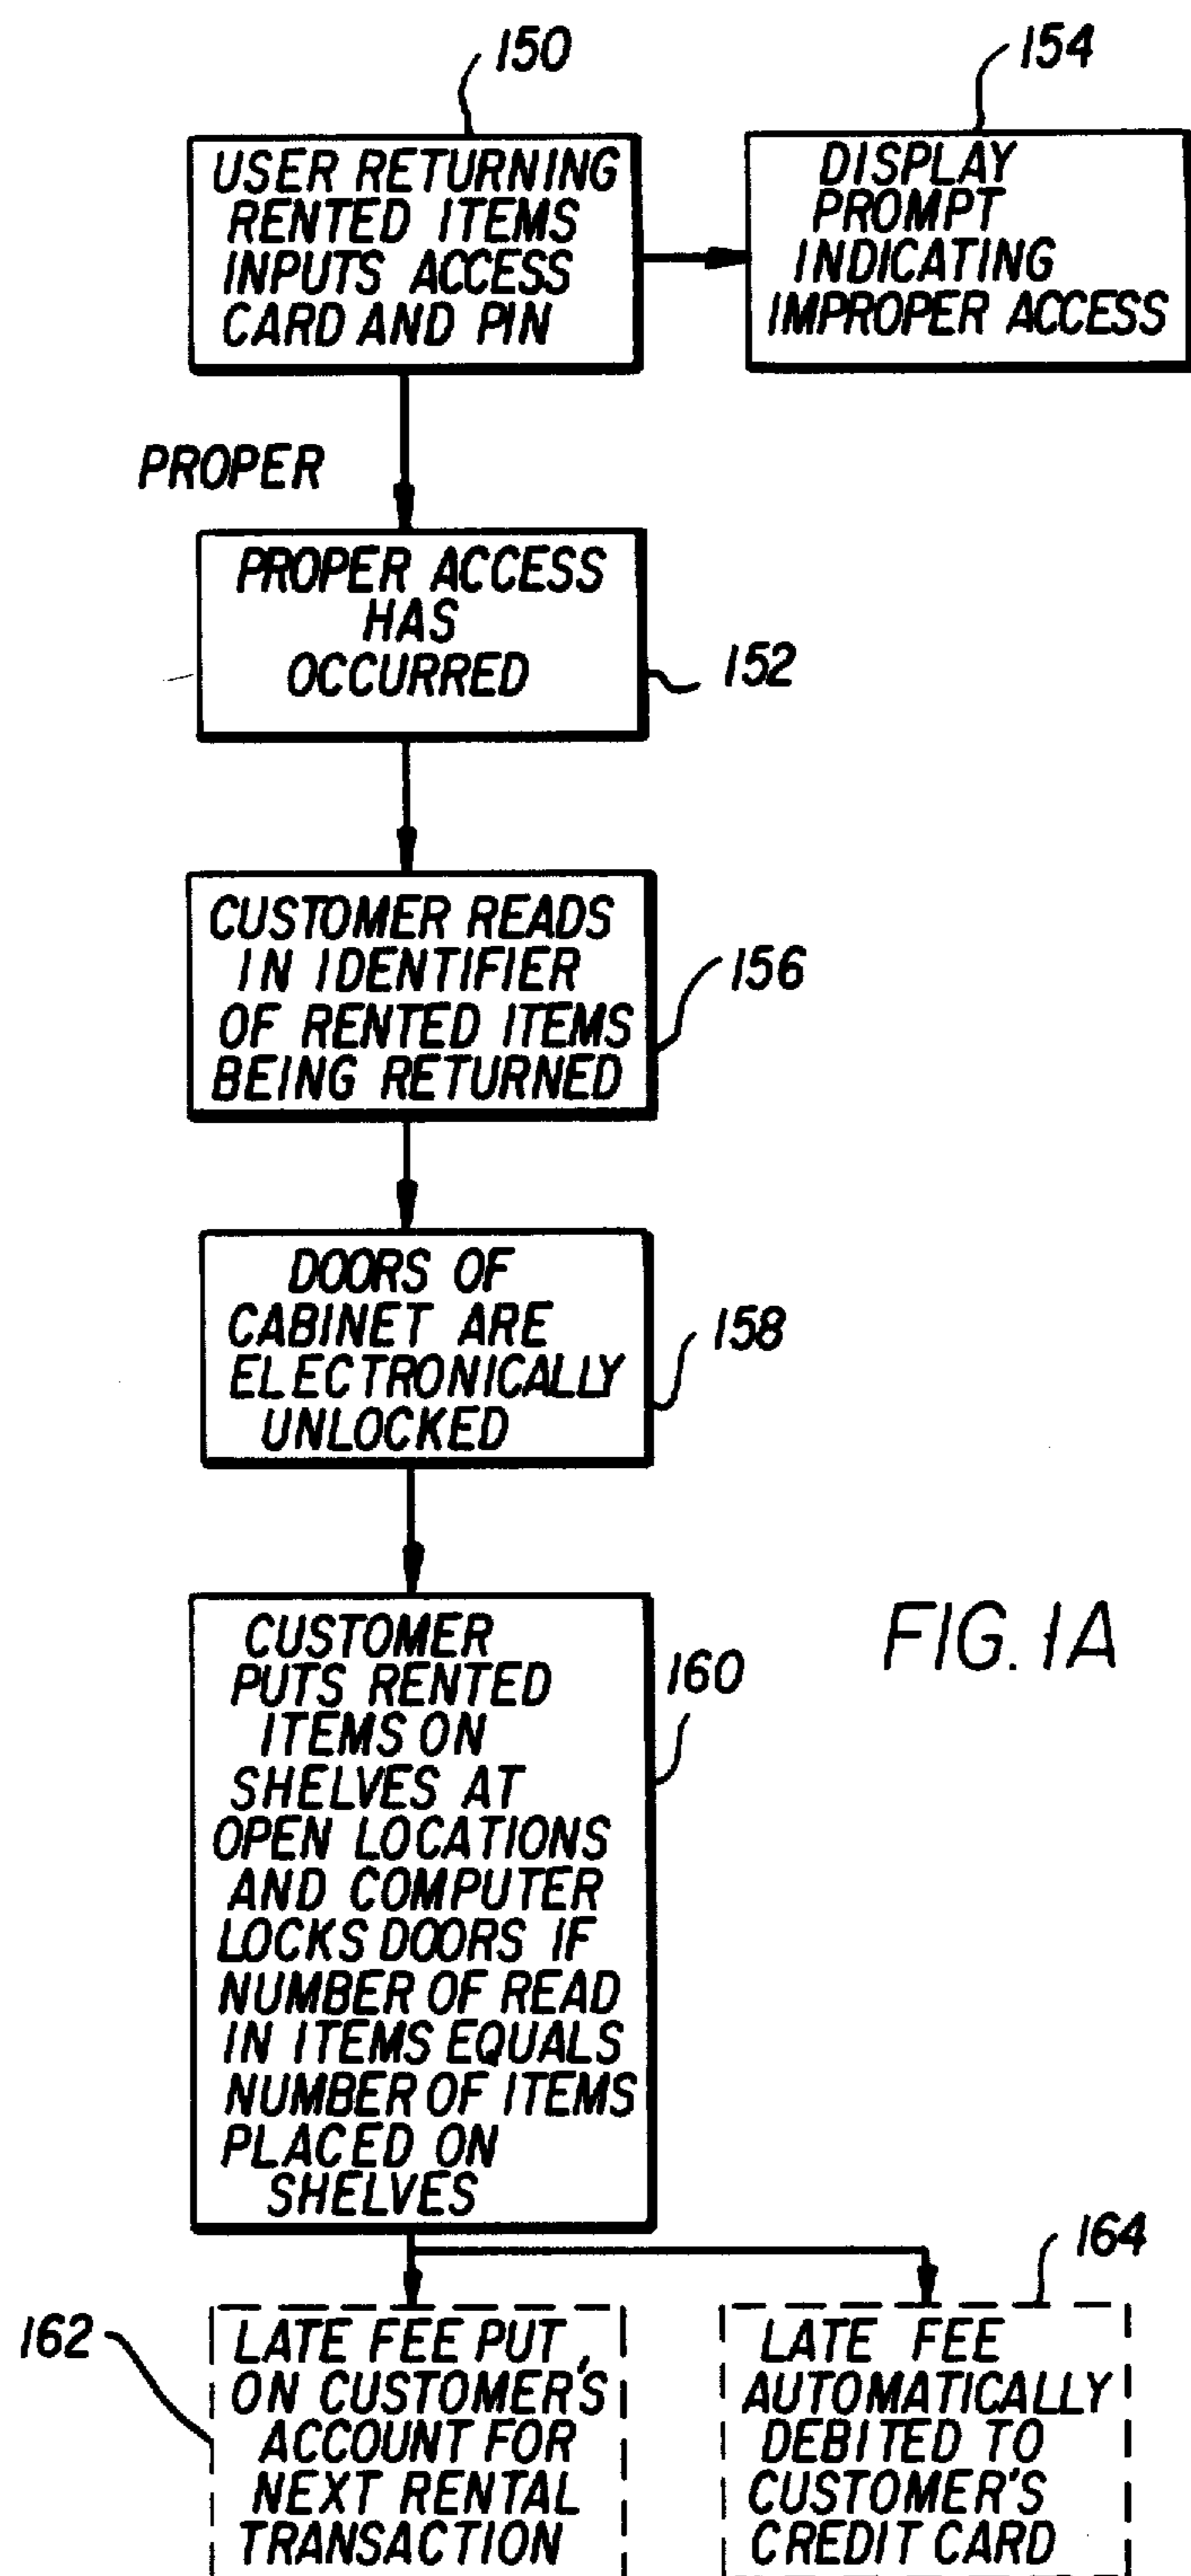 150
USER RETURNING
RENTED ITEMS
INPUTS ACCESS
CARD AND PIN
154
DISPLAY
PROMPT
INDICATING
IMPROPER ACCESS
PROPER
PROPER ACCESS
HAS
OCCURRED
152
CUSTOMER READS
IN IDENTIFIER
OF RENTED ITEMS
BEING RETURNED
156
DOORS OF
CABINET ARE
ELECTRONICALLY
UNLOCKED
158
CUSTOMER
PUTS RENTED
ITEMS ON
SHELVES AT
OPEN LOCATIONS
AND COMPUTER
LOCKS DOORS IF
NUMBER OF READ
IN ITEMS EQUALS
NUMBER OF ITEMS
PLACED ON
SHELVES
160
FIG. 1A
162
LATE FEE PUT
ON CUSTOMER'S
ACCOUNT FOR
NEXT RENTAL
TRANSACTION
164
LATE FEE
AUTOMATICALLY
DEBITED TO
CUSTOMER'S
CREDIT CARD